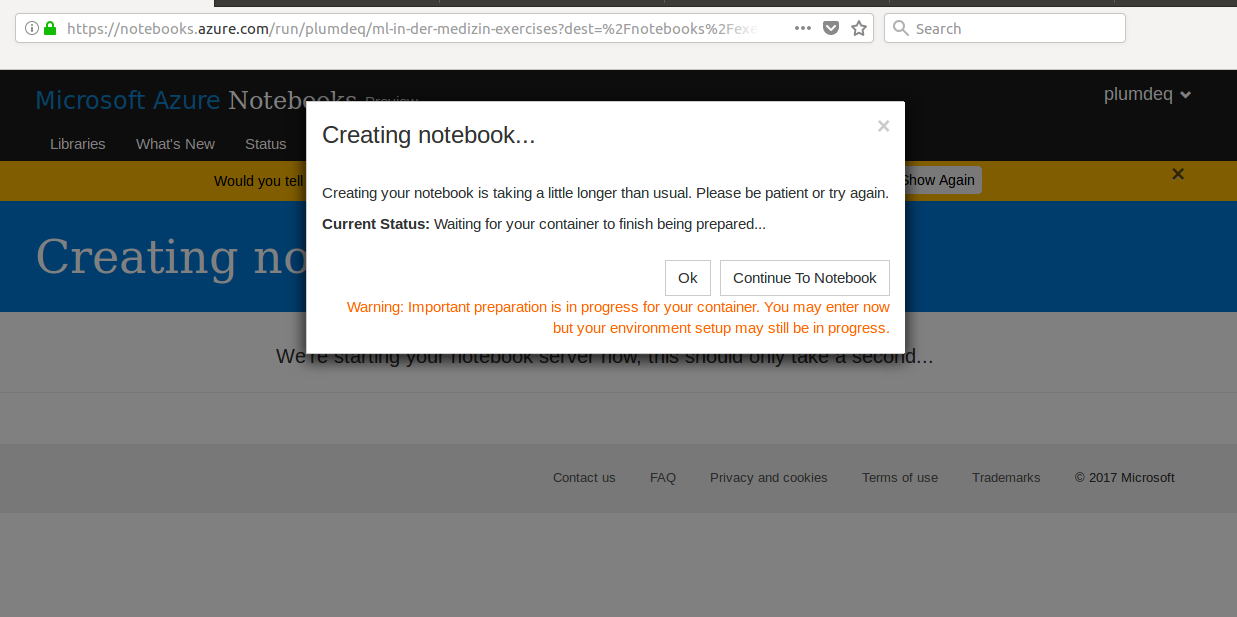 https://notebooks.azure.com/run/plumdeq/ml-in-der-medizin-exercises?dest=%2Fnotebooks%2Fexe
Search
Microsoft Azure Notebooks Preview
plumdeq
Libraries What's New Status
Would you tell
Show Again
Creating notebook...
Creating your notebook is taking a little longer than usual. Please be patient or try again.
Current Status: Waiting for your container to finish being prepared...
Ok Continue To Notebook
Warning: Important preparation is in progress for your container. You may enter now
but your environment setup may still be in progress.
Creating no
We're starting your notebook server now, this should only take a second...
Contact us FAQ Privacy and cookies Terms of use Trademarks © 2017 Microsoft